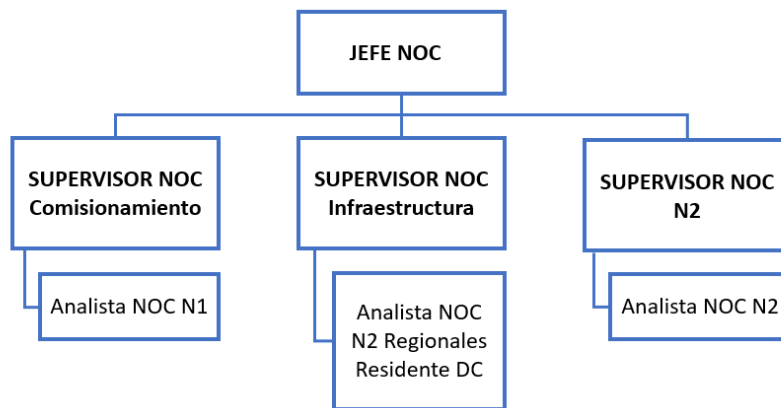 JEFE NOC
SUPERVISOR NOC
Comisionamiento
SUPERVISOR NOC
Infraestructura
SUPERVISOR NOC
N2
Analista NOC N1
Analista NOC
N2 Regionales
Residente DC
Analista NOC N2